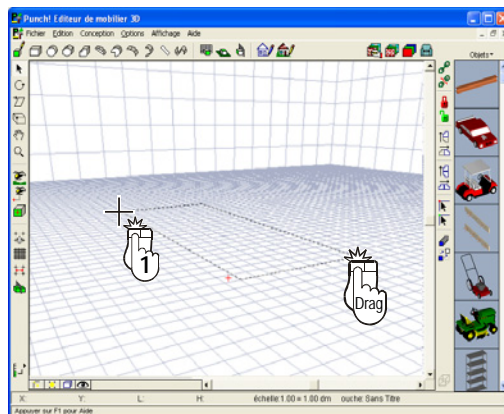 Punch! Editeur de mobilier 3D
Fichier Edition Conception Options Affichage Aide
Objets
1
Drag
X: Y: L: H: échelle:1.00 = 1.00 dm ouche: Sans Titre
Appuyer sur F1 pour Aide